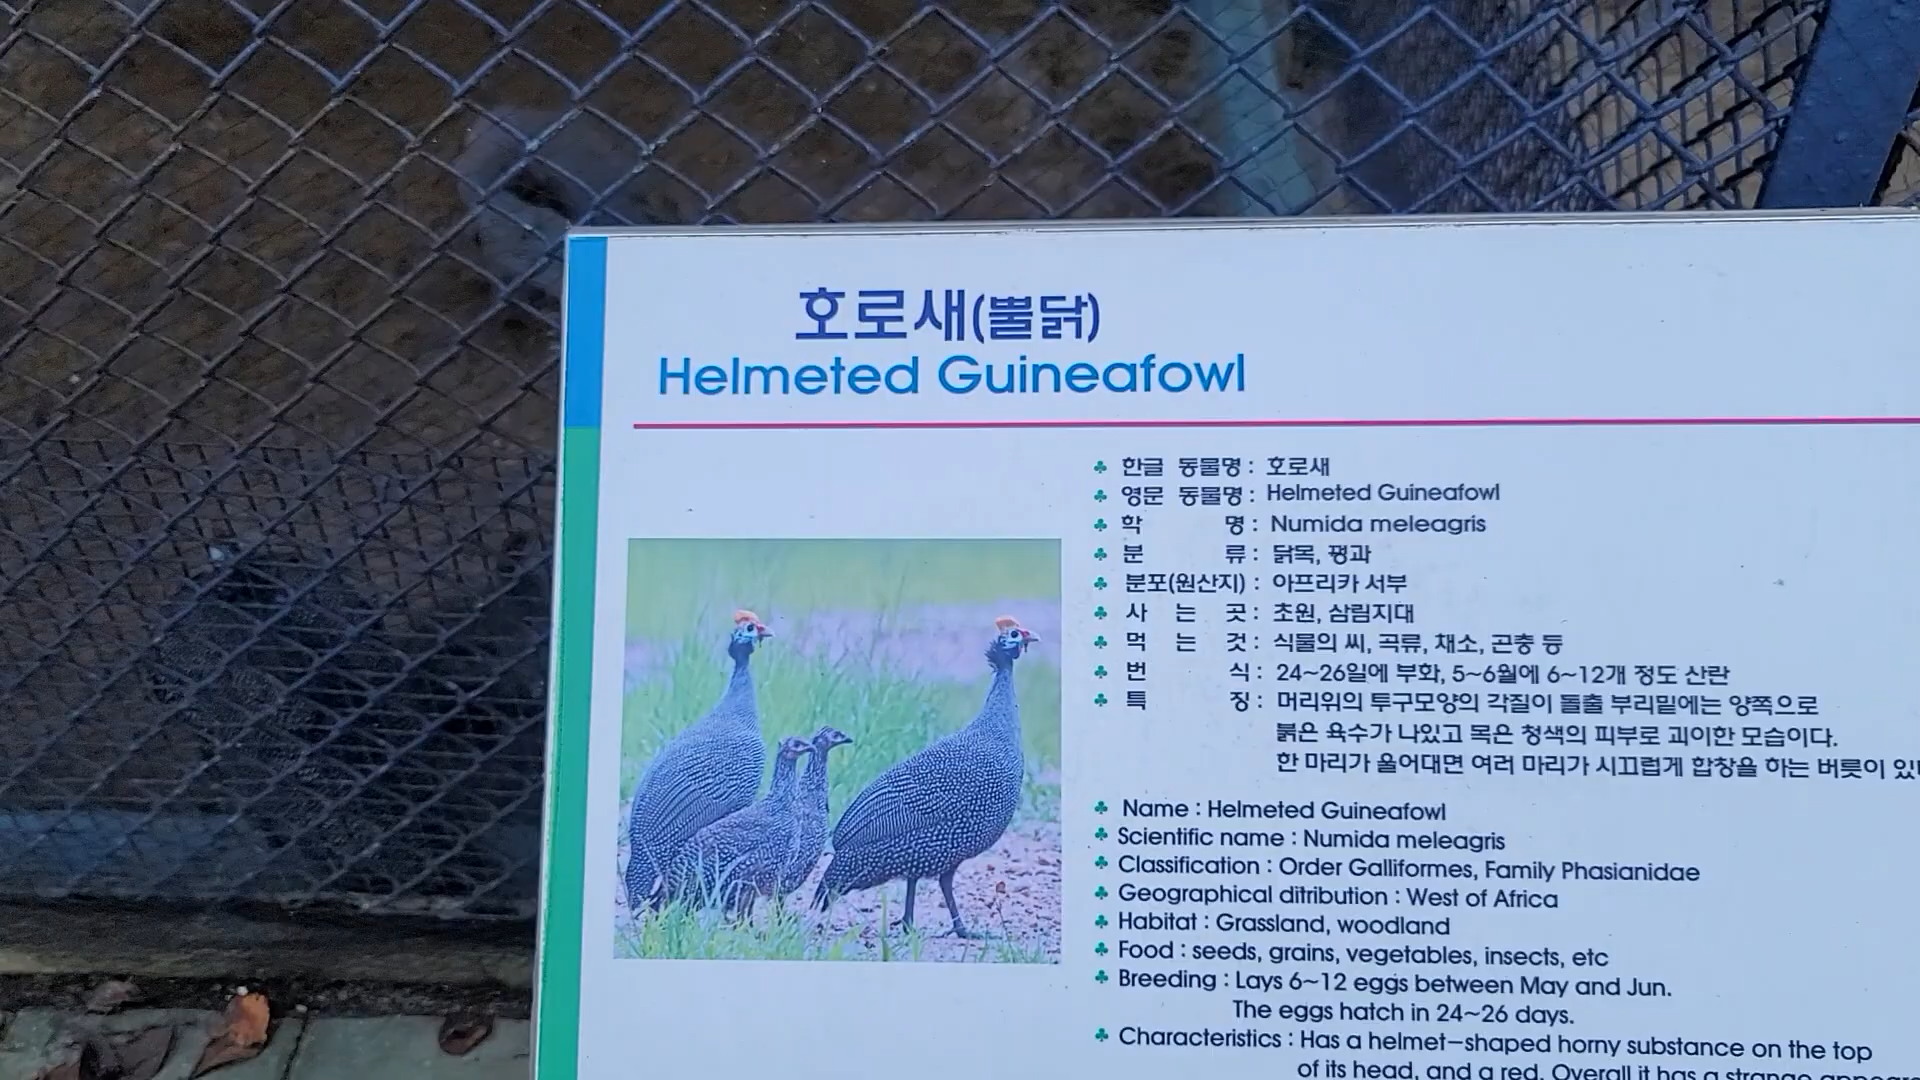 호로새(뿔닭)
Helmeted Guineafowl
♣ 한글 동물명 : 호로새
♣ 영문 동물명 : Helmeted Guineafowl
♣ 학 명 : Numida meleagris
♣ 분 류 : 닭목, 꿩과
♣ 분포(원산지) : 아프리카 서부
♣ 사 는 곳 : 초원, 삼림지대
♣ 먹 는 것 : 식물의 씨, 곡류, 채소, 곤충 등
♣ 번 식 : 24~26일에 부화, 5~6월에 6~12개 정도 산란
♣ 특 징 : 머리위의 투구모양의 각질이 돌출 부리밑에는 양쪽으로
붉은 육수가 나있고 목은 청색의 피부로 괴이한 모습이다.
한 마리가 울어대면 여러 마리가 시끄럽게 합창을 하는 버릇이
♣ Name : Helmeted Guineafowl
♣ Scientific name : Numida meleagris
♣ Classification : Order Galliformes, Family Phasianidae
♣ Geographical ditribution : West of Africa
♣ Habitat : Grassland, woodland
♣ Food : seeds, grains, vegetables, insects, etc
♣ Breeding : Lays 6~12 eggs between May and Jun.
The eggs hatch in 24~26 days.
♣ Characteristics : Has a helmet-shaped horny substance on the top
of its head, and a red. Overall it has a strange